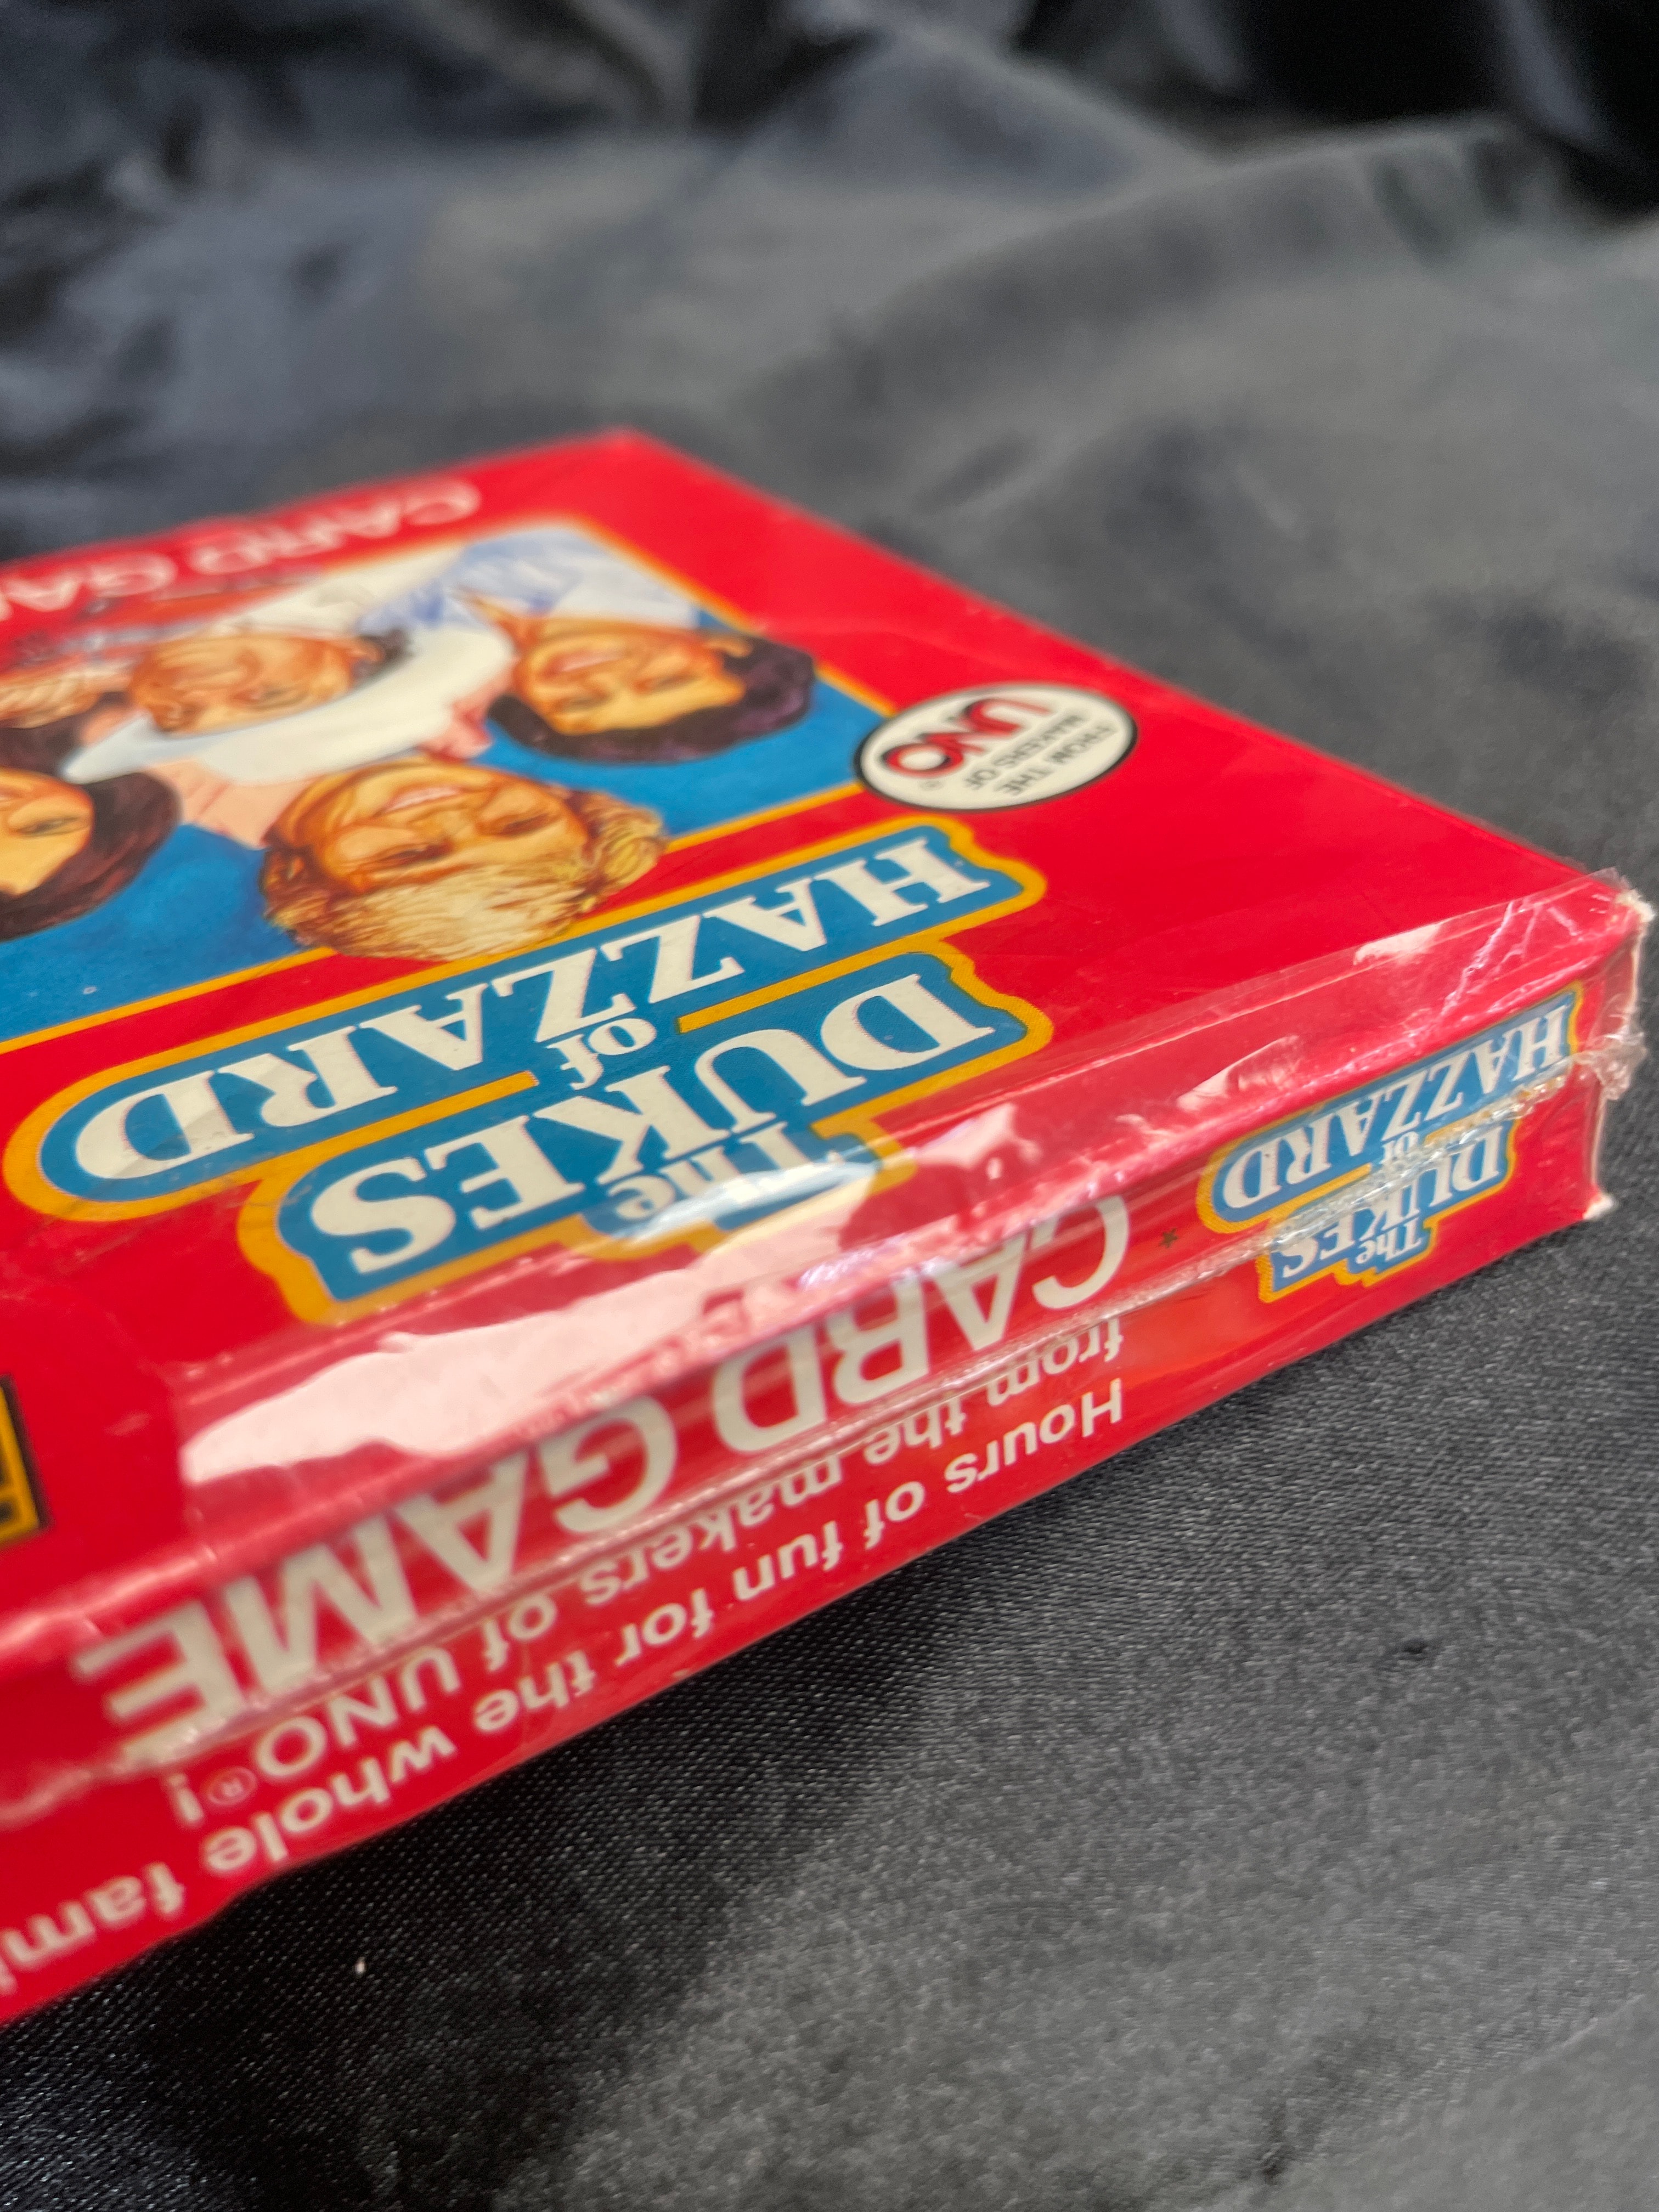 The
DUKES
of
HAZZARD
FROM THE
MAKERS OF
UNO®
CARD GA
The
DUKES
of
HAZZARD
CARD GAME
from the makers of UNO®!
Hours of fun for the whole fami